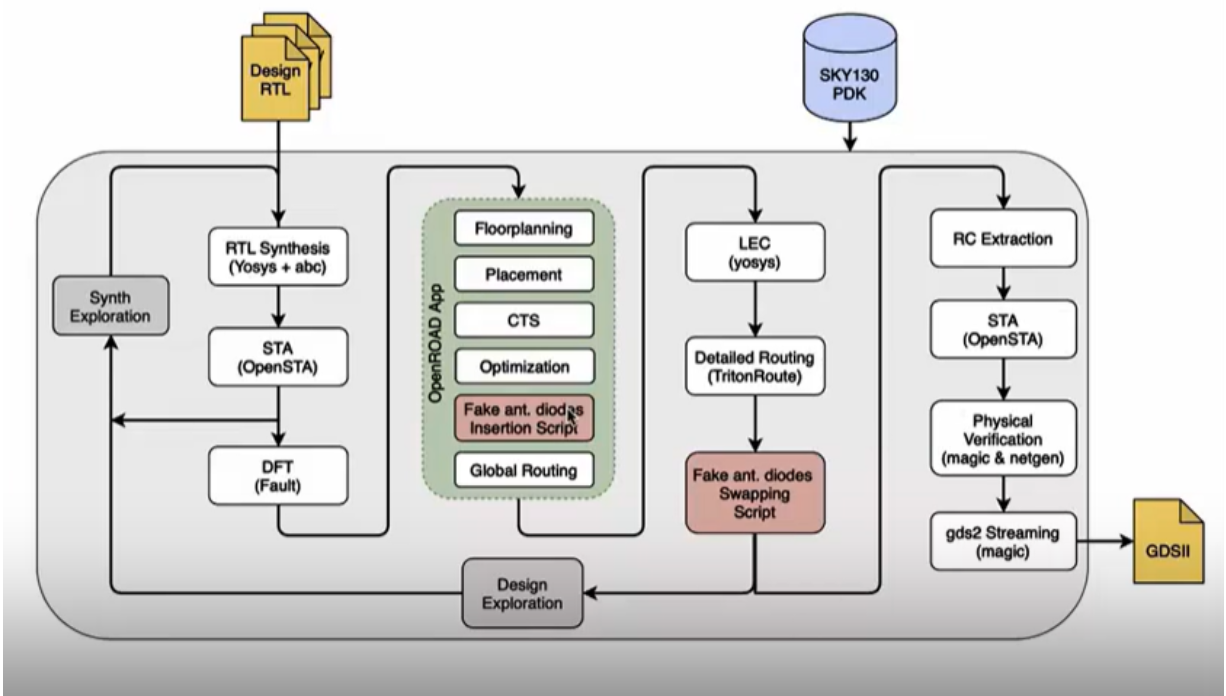 Design
RTL
SKY130
PDK
Synth
Exploration
RTL Synthesis
(Yosys + abc)
STA
(OpenSTA)
DFT
(Fault)
OpenROAD App
Floorplanning
Placement
CTS
Optimization
Fake ant. diodes
Insertion Script
Global Routing
LEC
(yosys)
Detailed Routing
(TritonRoute)
Fake ant. diodes
Swapping
Script
Design
Exploration
RC Extraction
STA
(OpenSTA)
Physical
Verification
(magic & netgen)
gds2 Streaming
(magic)
GDSII